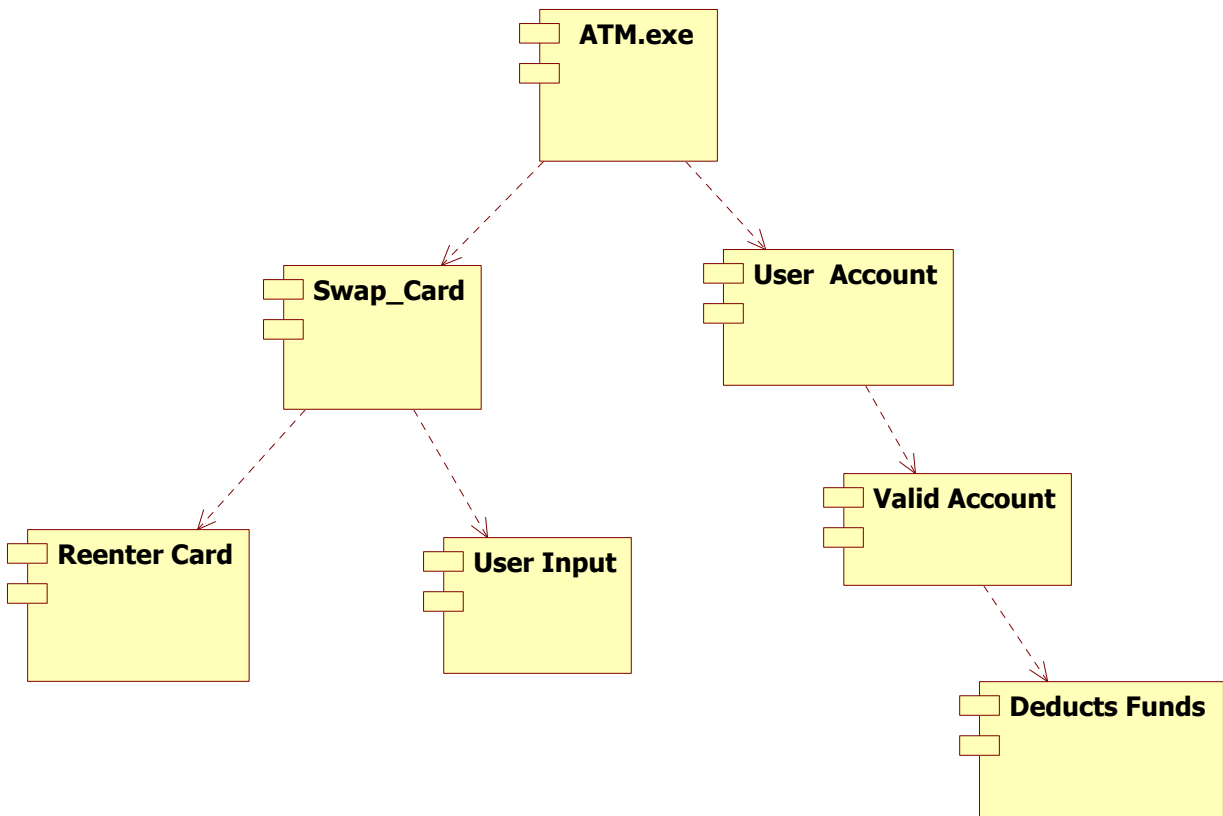 ATM.exe
Swap_Card
User  Account
Valid Account
Reenter Card
User Input
Deducts Funds